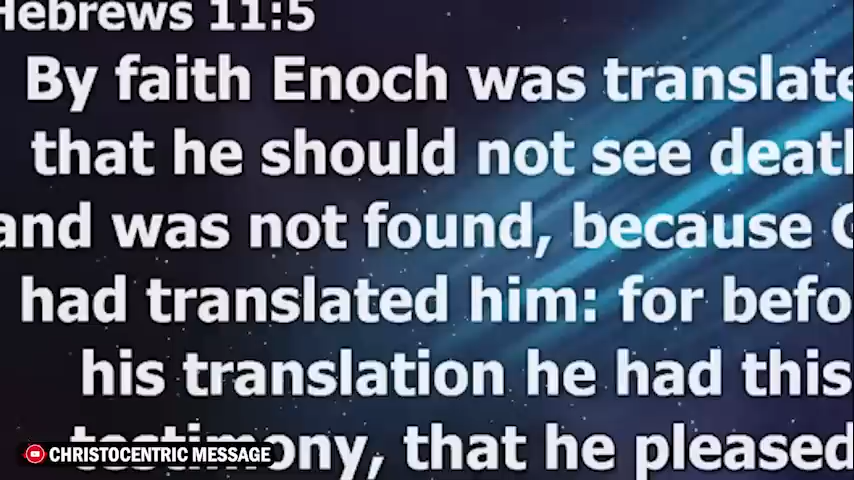 Hebrews 11:5
By faith Enoch was translate
that he should not see deat
and was not found, because G
had translated him: for befo
his translation he had this
testimony, that he pleased
CHRISTOCENTRIC MESSAGE